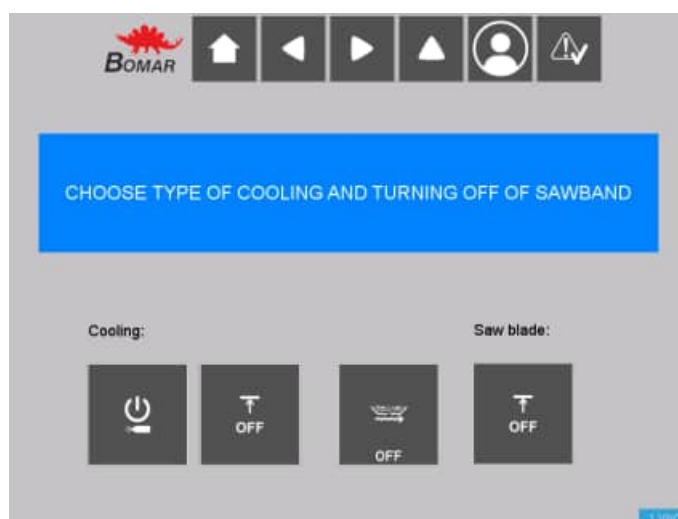 BOMAR
CHOOSE TYPE OF COOLING AND TURNING OFF OF SAWBAND
Cooling:
Saw blade:
OFF
OFF
OFF